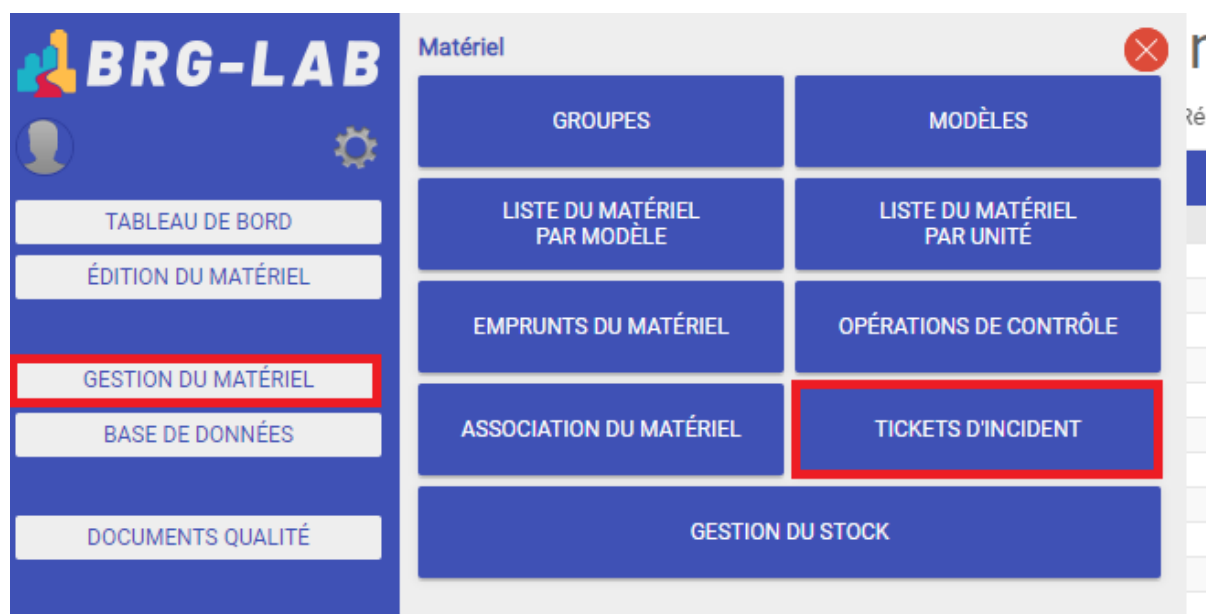 BRG-LAB
TABLEAU DE BORD
ÉDITION DU MATÉRIEL
GESTION DU MATÉRIEL
BASE DE DONNÉES
DOCUMENTS QUALITÉ
Matériel
GROUPES
MODÈLES
LISTE DU MATÉRIEL
PAR MODÈLE
LISTE DU MATÉRIEL
PAR UNITÉ
EMPRUNTS DU MATÉRIEL
OPÉRATIONS DE CONTRÔLE
ASSOCIATION DU MATÉRIEL
TICKETS D'INCIDENT
GESTION DU STOCK